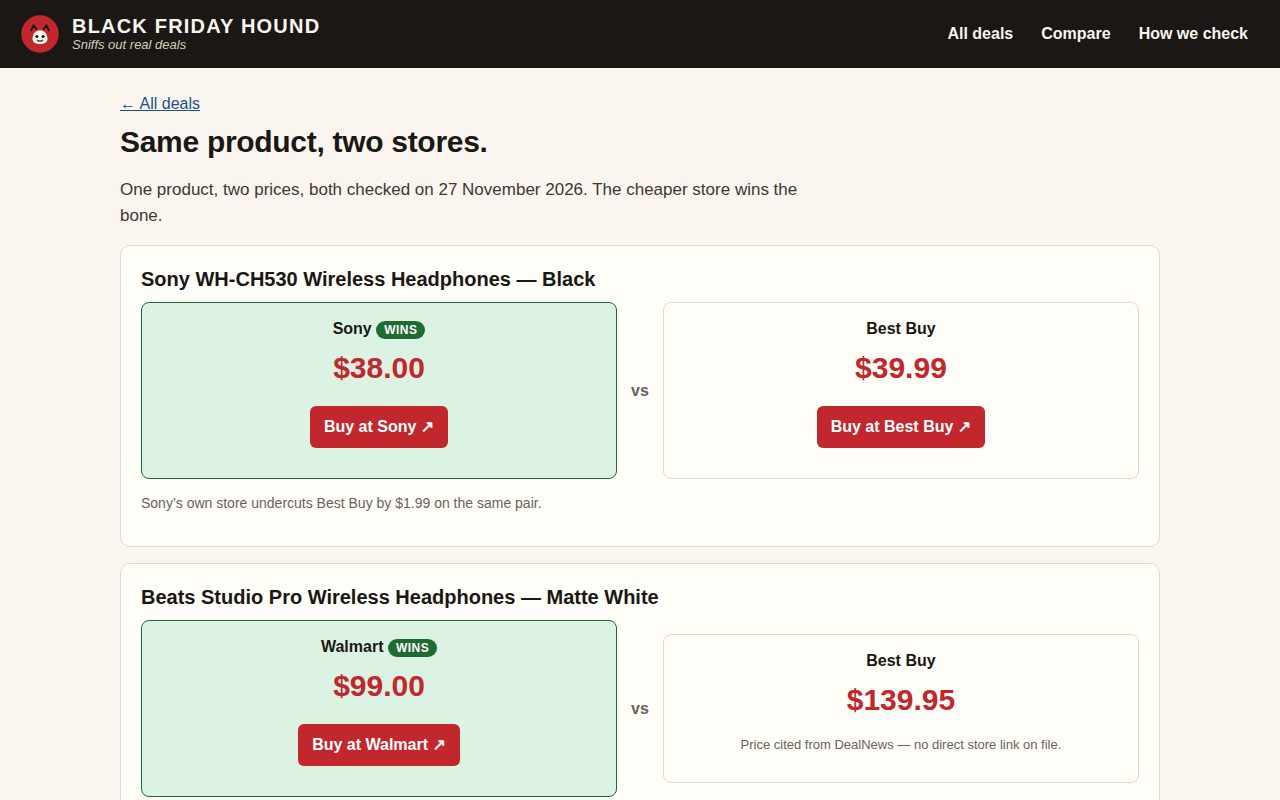 BLACK FRIDAY HOUND
Sniffs out real deals
All deals
Compare
How we check
← All deals
Same product, two stores.
One product, two prices, both checked on 27 November 2026. The cheaper store wins the
bone.
Sony WH-CH530 Wireless Headphones — Black
Sony WINS
$38.00
Buy at Sony ↗
vs
Best Buy
$39.99
Buy at Best Buy ↗
Sony’s own store undercuts Best Buy by $1.99 on the same pair.
Beats Studio Pro Wireless Headphones — Matte White
Walmart WINS
$99.00
Buy at Walmart ↗
vs
Best Buy
$139.95
Price cited from DealNews — no direct store link on file.